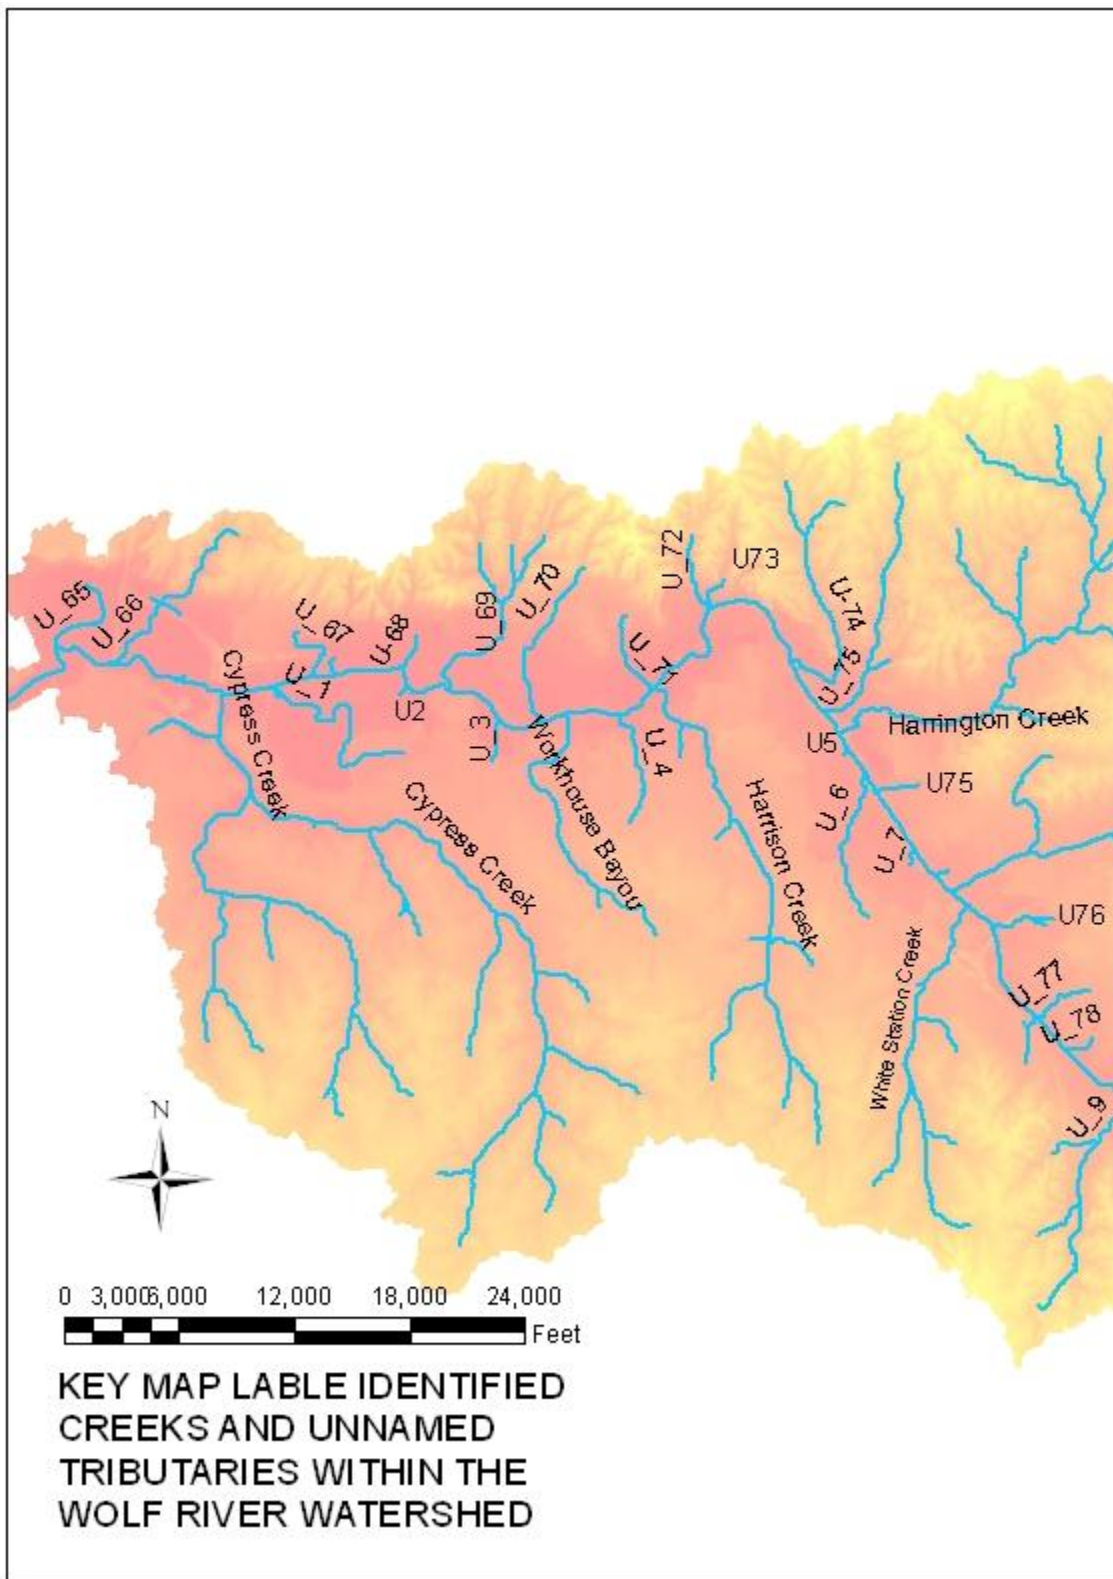 U_72
U73
U_65
U_66
U_67
U-68
U_69
U_70
U_71
U-74
U_75
U_1
U2
U_3
U_4
Cypress Creek
Workhouse Bayou
Harrington Creek
U5
U75
U_6
U_7
Cypress Creek
Harrison Creek
White Station Creek
U76
U_77
U_78
U_9
N
0 3,000 6,000 12,000 18,000 24,000
Feet
KEY MAP LABLE IDENTIFIED
CREEKS AND UNNAMED
TRIBUTARIES WITHIN THE
WOLF RIVER WATERSHED